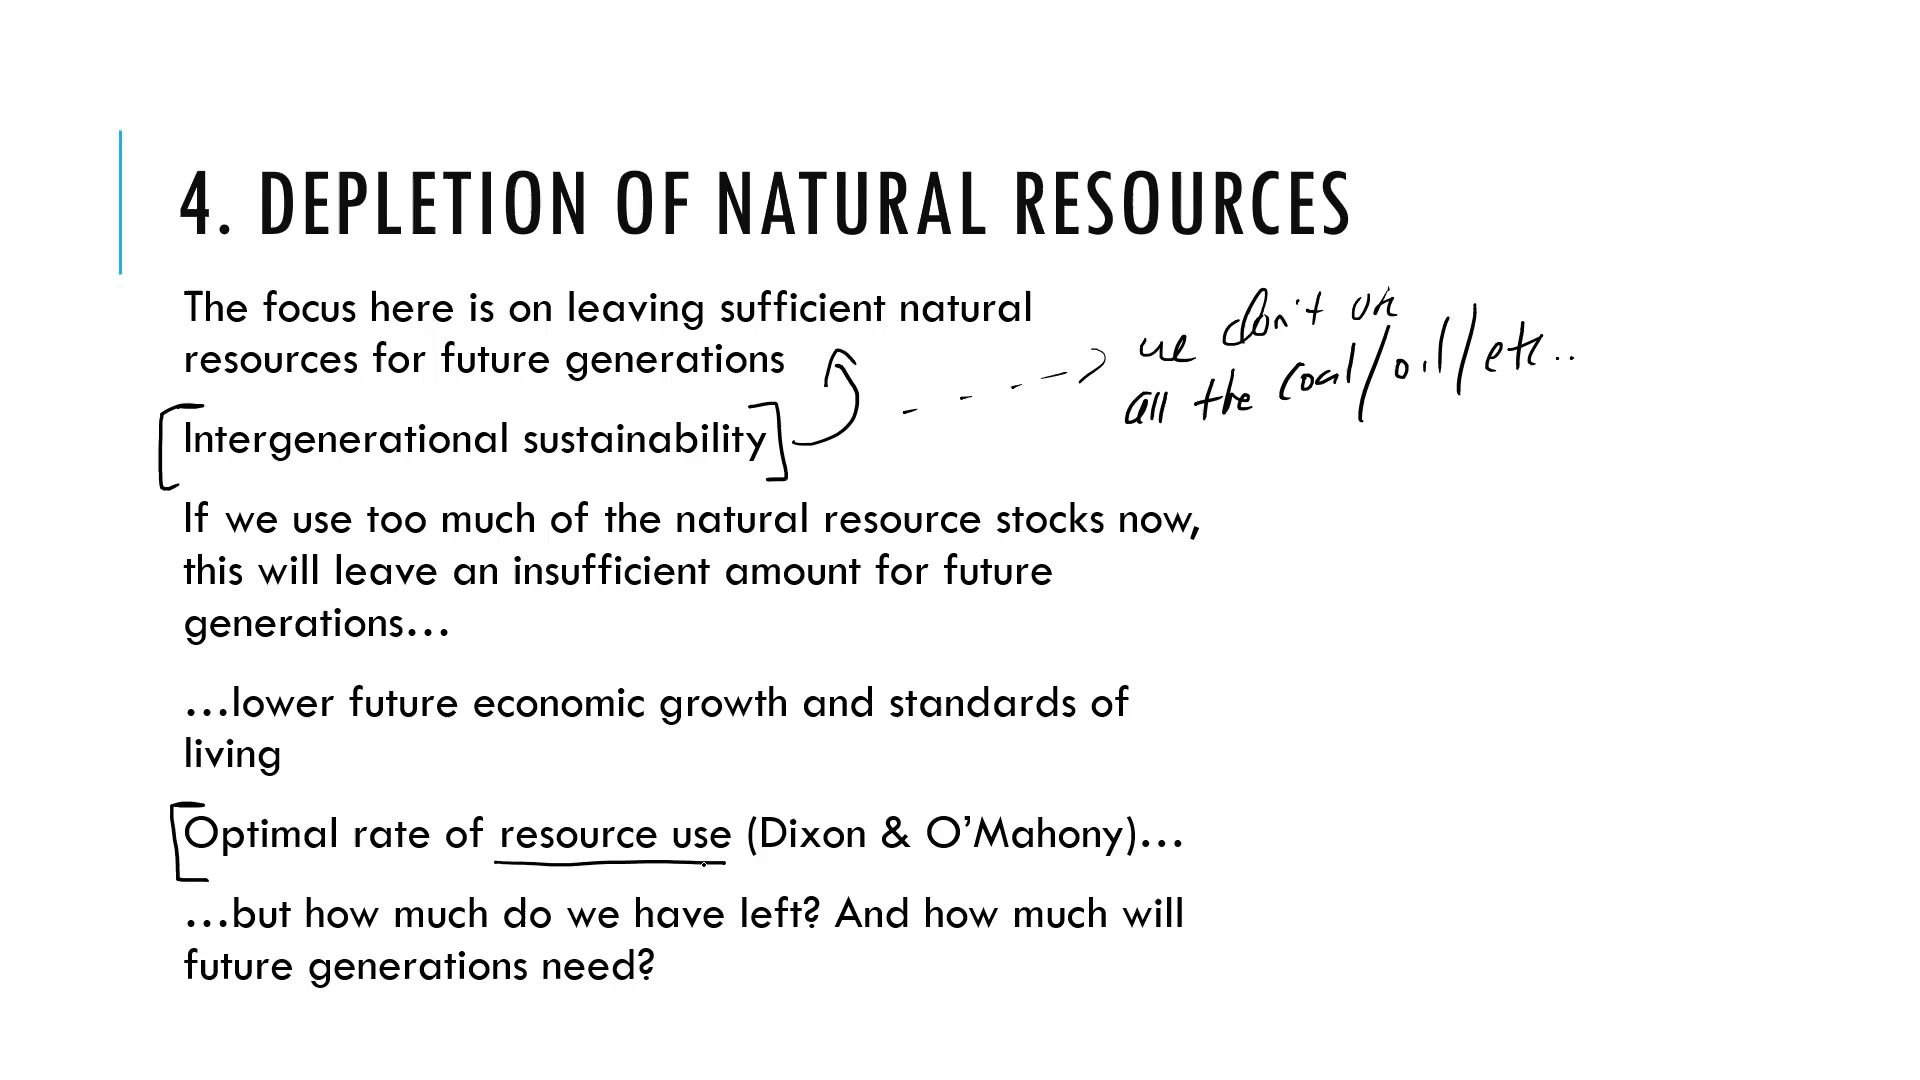 4. DEPLETION OF NATURAL RESOURCES
The focus here is on leaving sufficient natural
resources for future generations
we don't
all the coal/oil/etc..
Intergenerational sustainability
If we use too much of the natural resource stocks now,
this will leave an insufficient amount for future
generations…
…lower future economic growth and standards of
living
Optimal rate of resource use (Dixon & O’Mahony)…
…but how much do we have left? And how much will
future generations need?